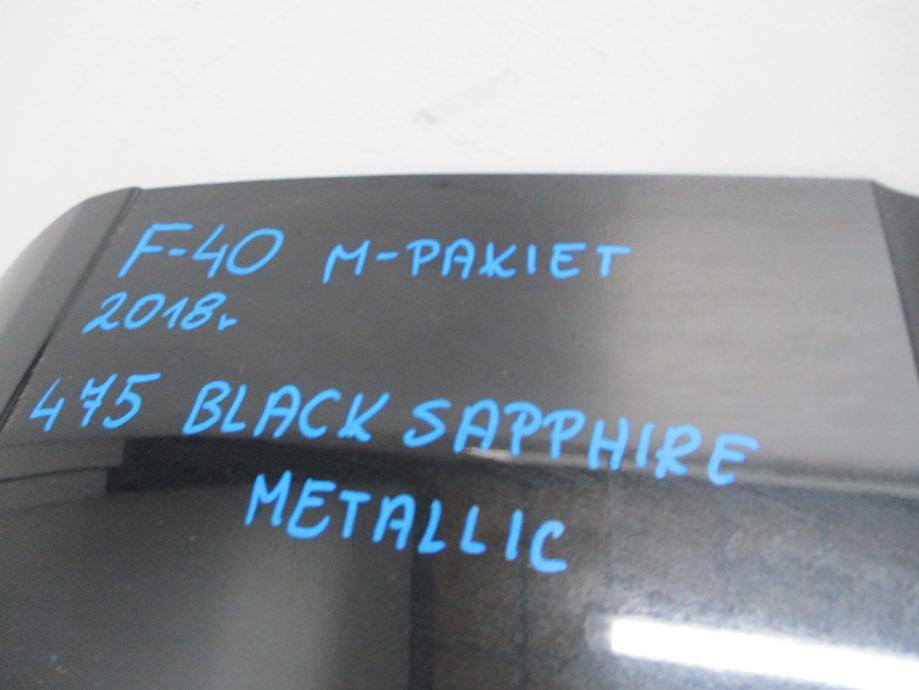 F-40 M-PAKIET
2018r
475 BLACK SAPPHIRE
METALLIC